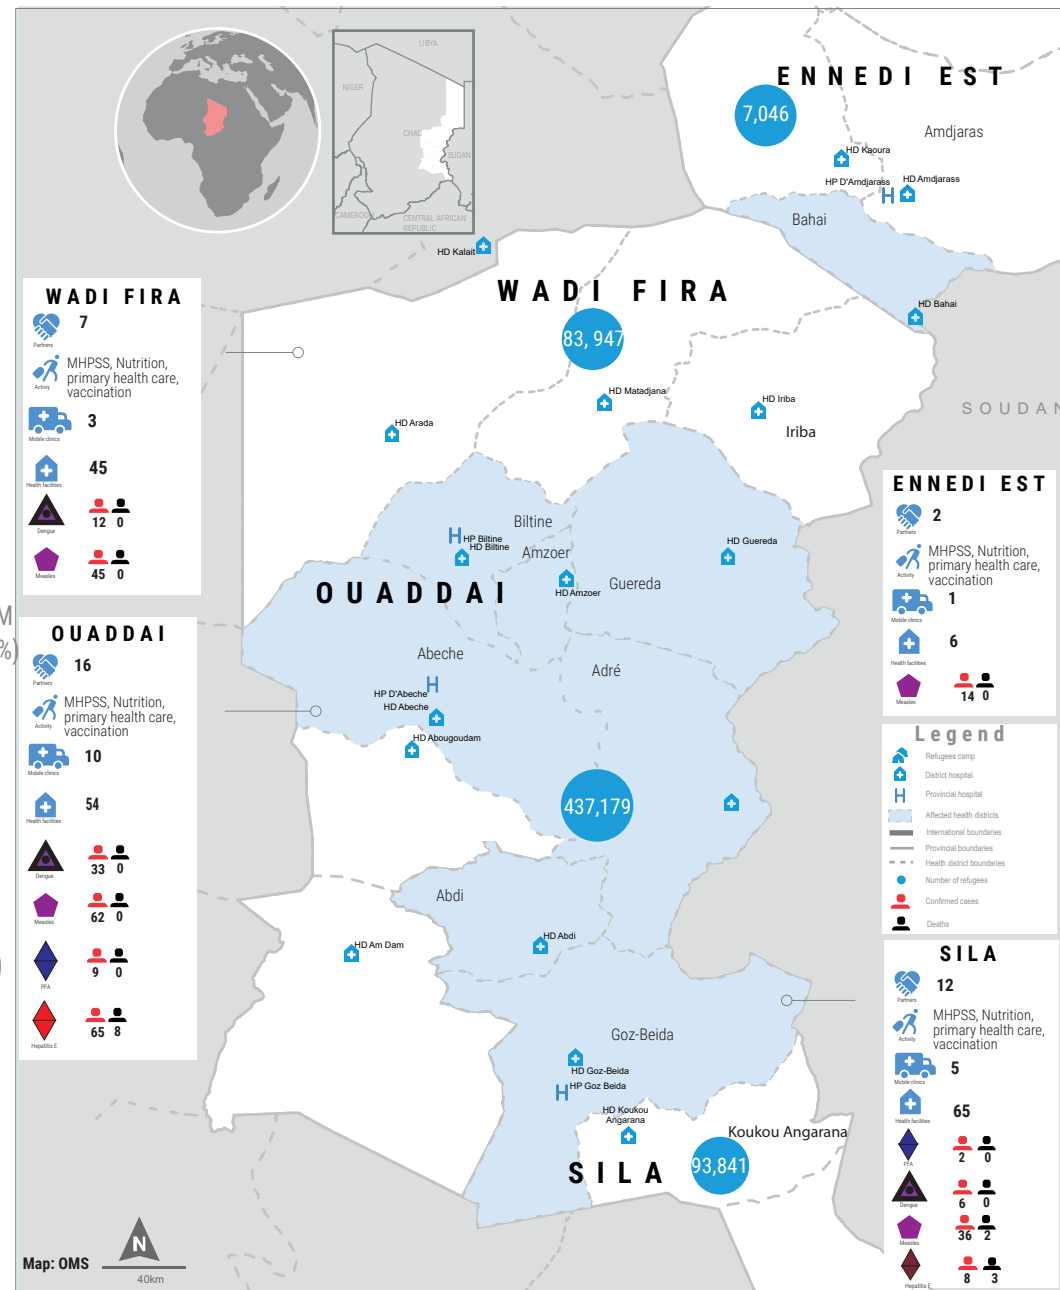 LIBYA
NIGER
CHAD
SUDAN
CAMEROON
CENTRAL AFRICAN
REPUBLIC
ENNEDI EST
7,046
Amdjaras
HD Kaoura
HP D'Amdjarass
HD Amdjarass
Bahai
HD Kalait
HD Bahai
WADI FIRA
83, 947
HD Matadjana
HD Iriba
Iriba
HD Arada
SOUDAN
Biltine
HP Biltine
HD Biltine
Amzoer
HD Amzoer
HD Guereda
Guereda
OUADDAI
Abeche
HP D'Abeche
HD Abeche
HD Abougoudam
Adré
437,179
Abdi
HD Abdi
HD Am Dam
Goz-Beida
HD Goz-Beida
HP Goz Beida
HD Koukou
Angarana
Koukou Angarana
SILA
93,841
WADI FIRA
7
Partners
MHPSS, Nutrition,
primary health care,
vaccination
Activity
3
Mobile clinics
45
Health facilities
12 0
Dengue
45 0
Measles
M
%)
OUADDAI
16
Partners
MHPSS, Nutrition,
primary health care,
vaccination
Activity
10
Mobile clinics
54
Health facilities
33 0
Dengue
62 0
Measles
9 0
PFA
65 8
Hepatitis E
)
ENNEDI EST
2
Partners
MHPSS, Nutrition,
primary health care,
vaccination
Activity
1
Mobile clinics
6
Health facilities
14 0
Measles
Legend
Refugees camp
District hospital
Provincial hospital
Affected health districts
International boundaries
Provincial boundaries
Health district boundaries
Number of refugees
Confirmed cases
Deaths
SILA
12
Partners
MHPSS, Nutrition,
primary health care,
vaccination
Activity
5
Mobile clinics
65
Health facilities
2 0
PFA
6 0
Dengue
36 2
Measles
8 3
Hepatitis E
N
Map: OMS
40km